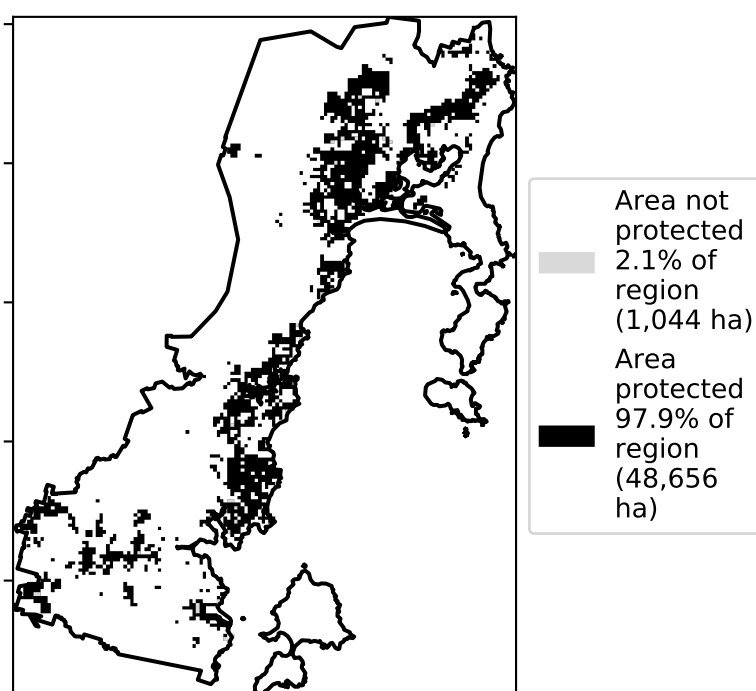 Area not
protected
2.1% of
region
(1,044 ha)
Area
protected
97.9% of
region
(48,656
ha)